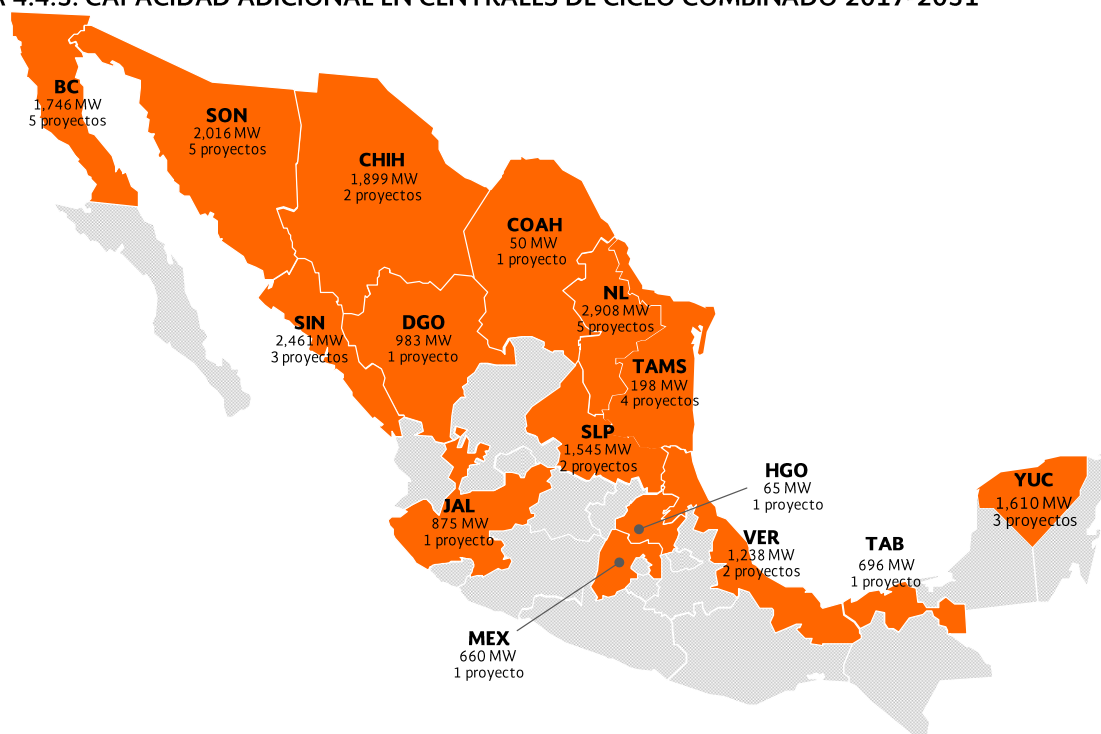 4.4.3. CAPACIDAD ADICIONAL EN CENTRALES DE CICLO COMBINADO 2017-2031
BC
1,746 MW
5 proyectos
SON
2,016 MW
5 proyectos
CHIH
1,899 MW
2 proyectos
COAH
50 MW
1 proyecto
NL
2,908 MW
5 proyectos
SIN
2,461 MW
3 proyectos
DGO
983 MW
1 proyecto
TAMS
198 MW
4 proyectos
SLP
1,545 MW
2 proyectos
HGO
65 MW
1 proyecto
YUC
1,610 MW
3 proyectos
JAL
875 MW
1 proyecto
VER
1,238 MW
2 proyectos
TAB
696 MW
1 proyecto
MEX
660 MW
1 proyecto